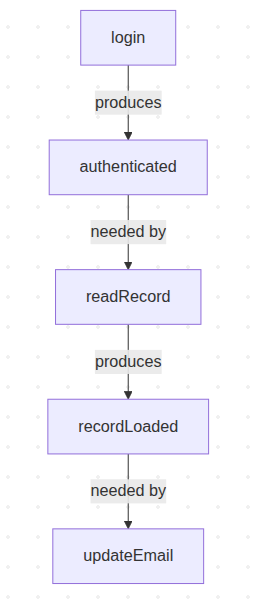 login
produces
authenticated
needed by
readRecord
produces
recordLoaded
needed by
updateEmail